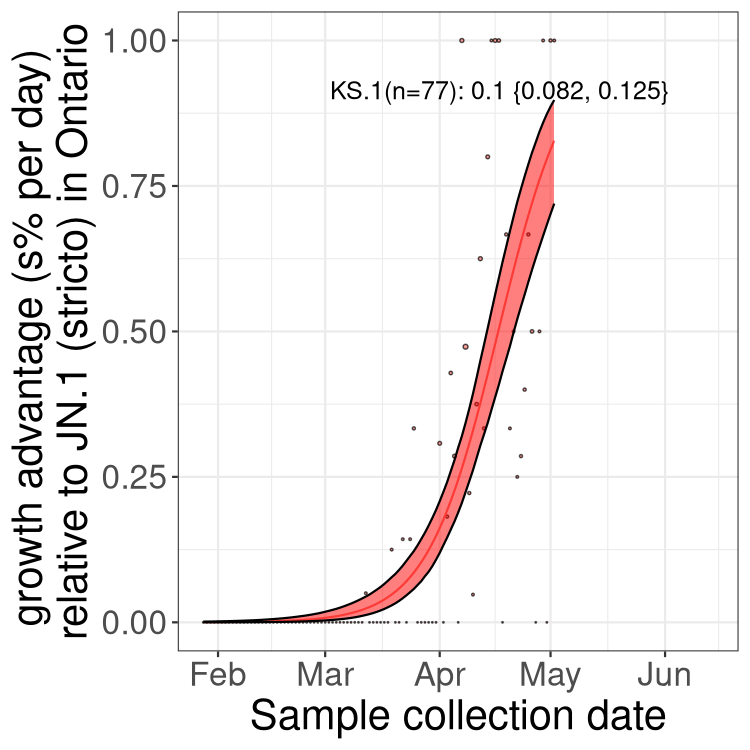 growth advantage (s% per day)
relative to JN.1 (stricto) in Ontario
1.00
0.75
0.50
0.25
0.00
KS.1(n=77): 0.1 {0.082, 0.125}
Feb Mar Apr May Jun
Sample collection date